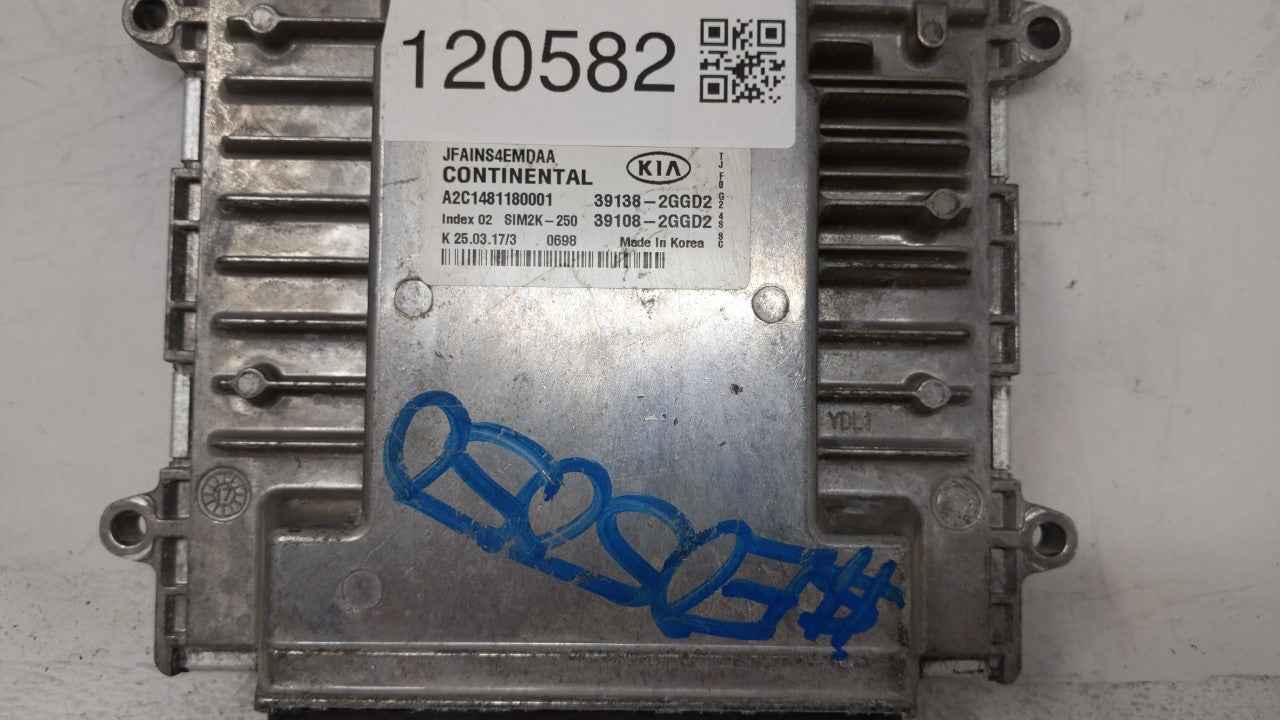 120582
JFAINS4EMDAA
CONTINENTAL
KIA
A2C1481180001 39138-2GGD2
Index 02 SIM2K-250 39108-2GGD2
K 25.03.17/3 0698 Made In Korea
YDL1
17